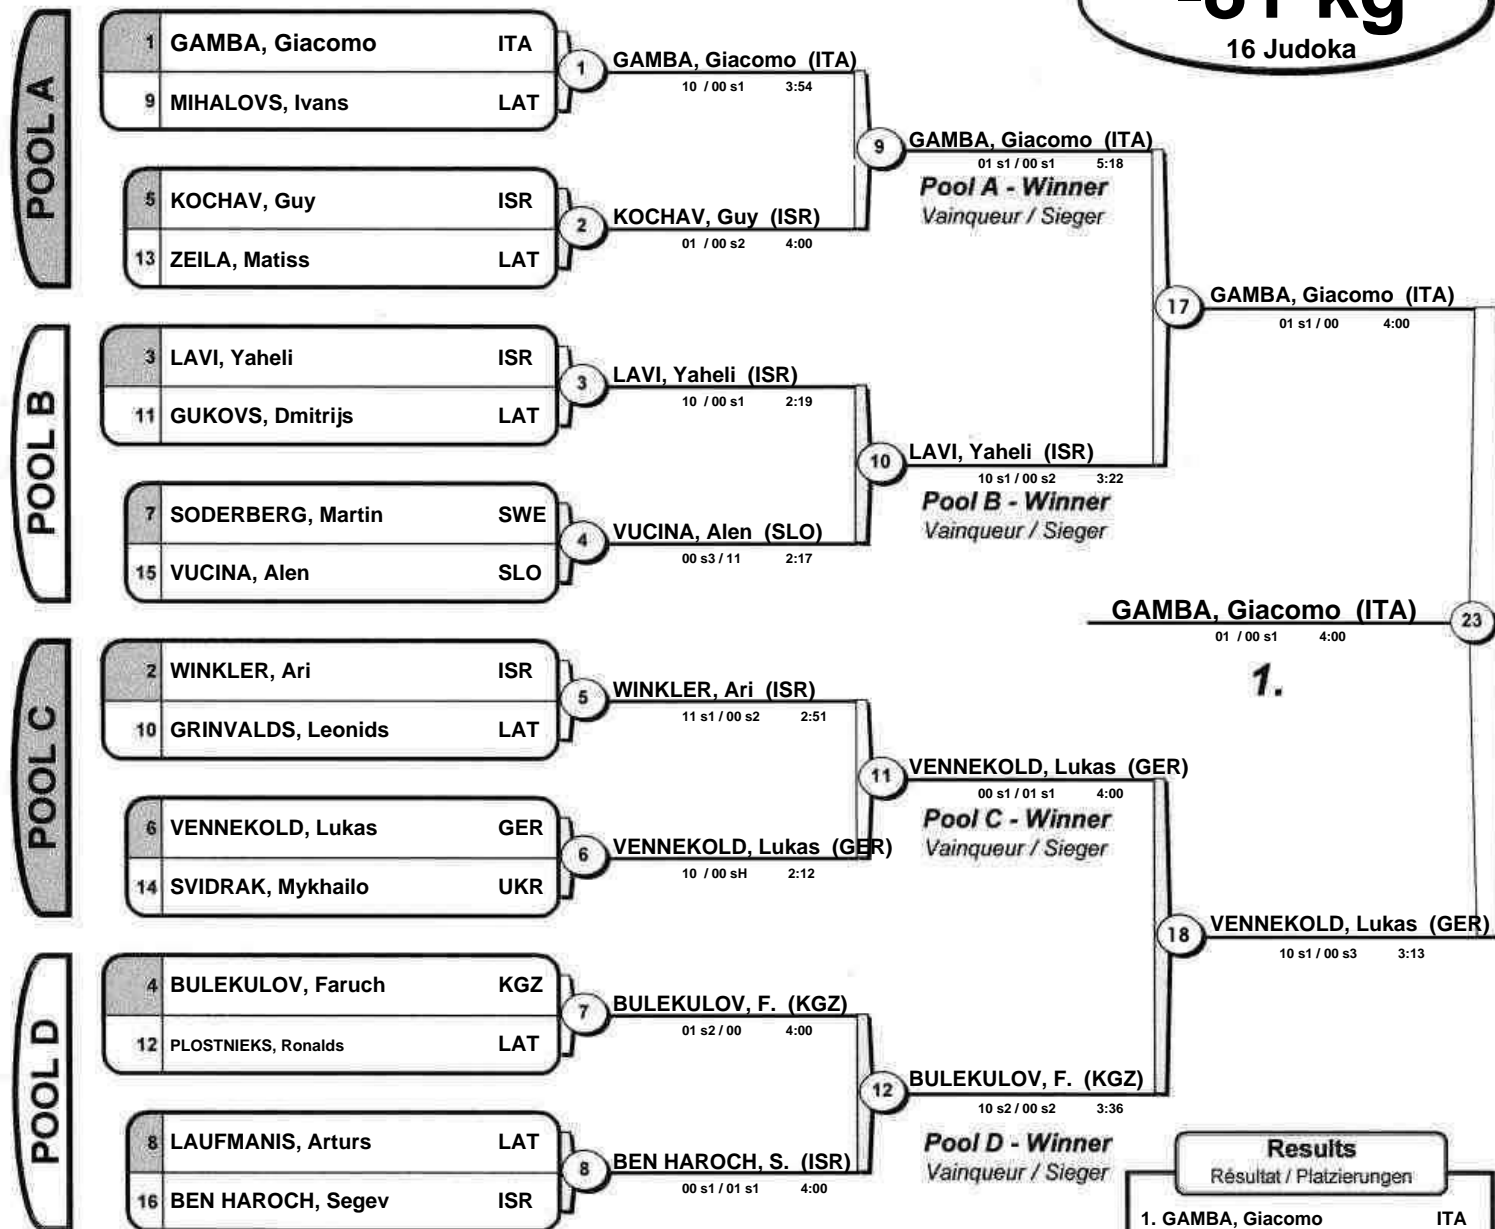 -81 kg
16 Judoka
POOL A
1 GAMBA, Giacomo ITA
9 MIHALOVS, Ivans LAT
1
GAMBA, Giacomo (ITA)
10 / 00 s1 3:54
5 KOCHAV, Guy ISR
13 ZEILA, Matiss LAT
2
KOCHAV, Guy (ISR)
01 / 00 s2 4:00
9
GAMBA, Giacomo (ITA)
01 s1 / 00 s1 5:18
Pool A - Winner
Vainqueur / Sieger
POOL B
3 LAVI, Yaheli ISR
11 GUKOVS, Dmitrijs LAT
3
LAVI, Yaheli (ISR)
10 / 00 s1 2:19
7 SODERBERG, Martin SWE
15 VUCINA, Alen SLO
4
VUCINA, Alen (SLO)
00 s3 / 11 2:17
10
LAVI, Yaheli (ISR)
10 s1 / 00 s2 3:22
Pool B - Winner
Vainqueur / Sieger
17
GAMBA, Giacomo (ITA)
01 s1 / 00 4:00
GAMBA, Giacomo (ITA)
23
01 / 00 s1 4:00
1.
POOL C
2 WINKLER, Ari ISR
10 GRINVALDS, Leonids LAT
5
WINKLER, Ari (ISR)
11 s1 / 00 s2 2:51
6 VENNEKOLD, Lukas GER
14 SVIDRAK, Mykhailo UKR
6
VENNEKOLD, Lukas (GER)
10 / 00 sH 2:12
11
VENNEKOLD, Lukas (GER)
00 s1 / 01 s1 4:00
Pool C - Winner
Vainqueur / Sieger
POOL D
4 BULEKULOV, Faruch KGZ
12 PLOSTNIEKS, Ronalds LAT
7
BULEKULOV, F. (KGZ)
01 s2 / 00 4:00
8 LAUFMANIS, Arturs LAT
16 BEN HAROCH, Segev ISR
8
BEN HAROCH, S. (ISR)
00 s1 / 01 s1 4:00
12
BULEKULOV, F. (KGZ)
10 s2 / 00 s2 3:36
Pool D - Winner
Vainqueur / Sieger
18
VENNEKOLD, Lukas (GER)
10 s1 / 00 s3 3:13
Results
Résultat / Platzierungen
1. GAMBA, Giacomo ITA